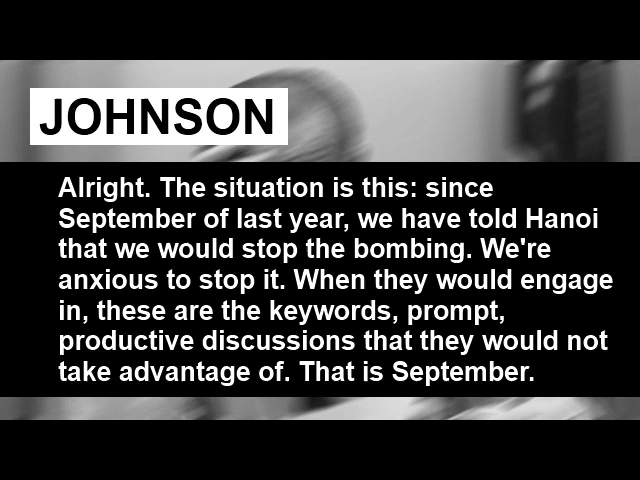 JOHNSON
Alright. The situation is this: since
September of last year, we have told Hanoi
that we would stop the bombing. We're
anxious to stop it. When they would engage
in, these are the keywords, prompt,
productive discussions that they would not
take advantage of. That is September.